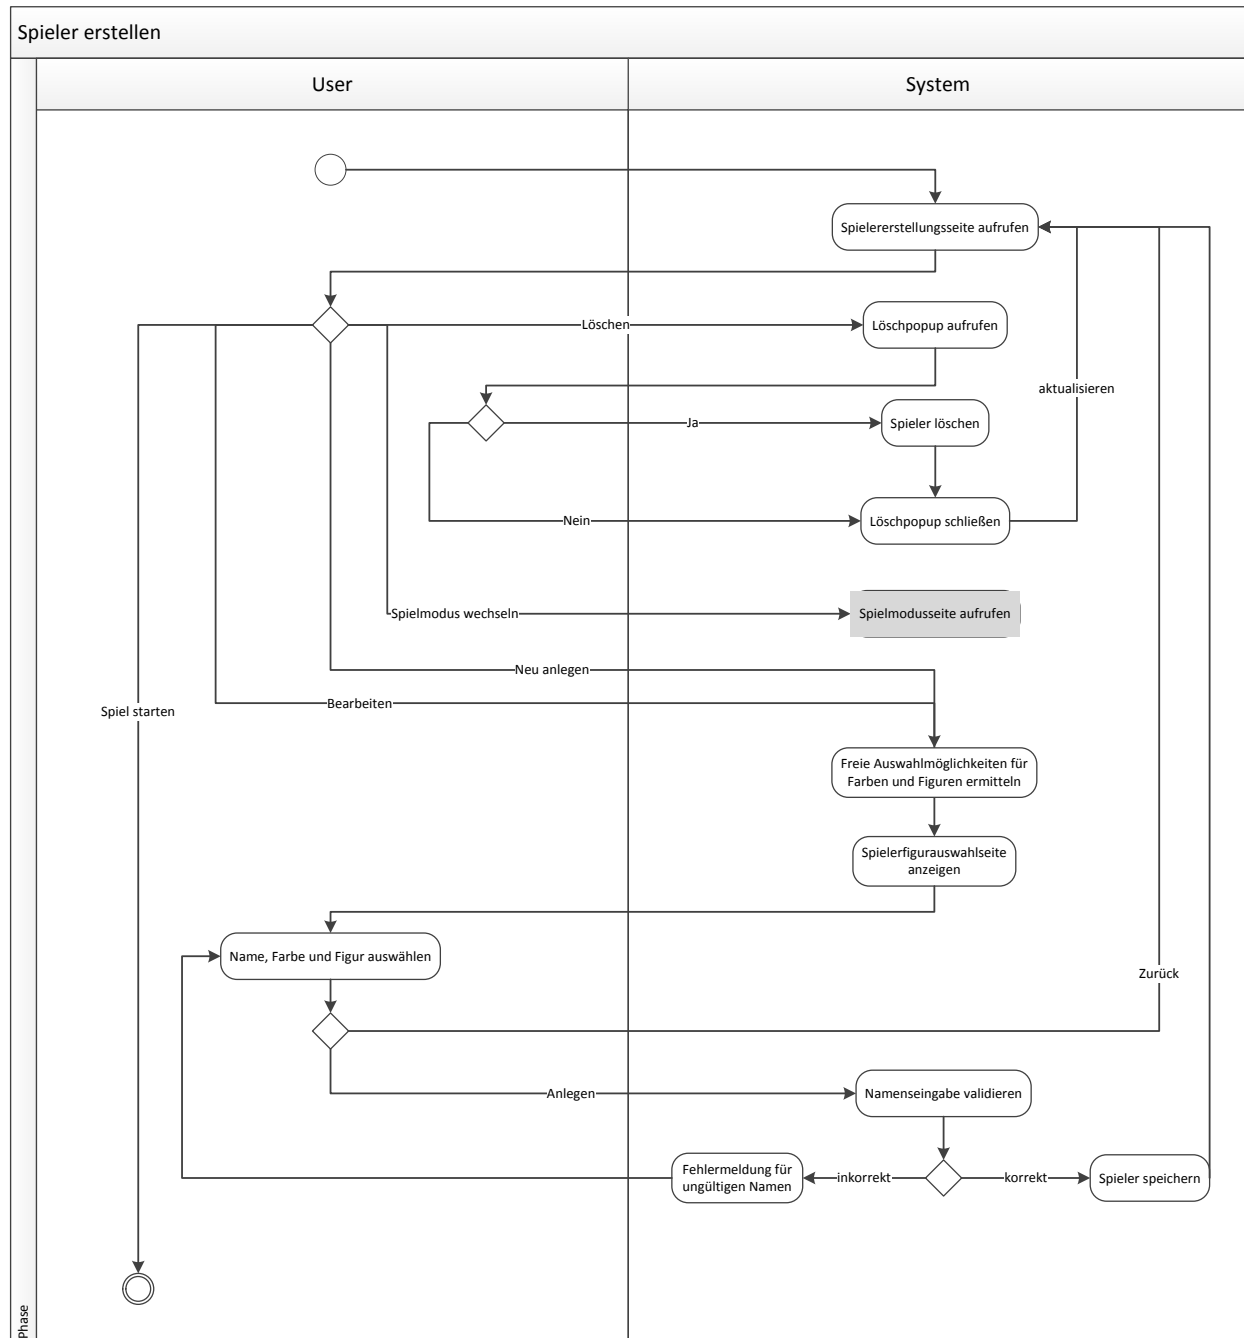 Spieler erstellen
User
System
Spielererstellungsseite aufrufen
Löschen
Löschpopup aufrufen
aktualisieren
Ja
Spieler löschen
Nein
Löschpopup schließen
Spielmodus wechseln
Spielmodusseite aufrufen
Neu anlegen
Bearbeiten
Spiel starten
Freie Auswahlmöglichkeiten für
Farben und Figuren ermitteln
Spielerfigurauswahlseite
anzeigen
Name, Farbe und Figur auswählen
Zurück
Anlegen
Namenseingabe validieren
Fehlermeldung für
ungültigen Namen
inkorrekt
korrekt
Spieler speichern
Phase